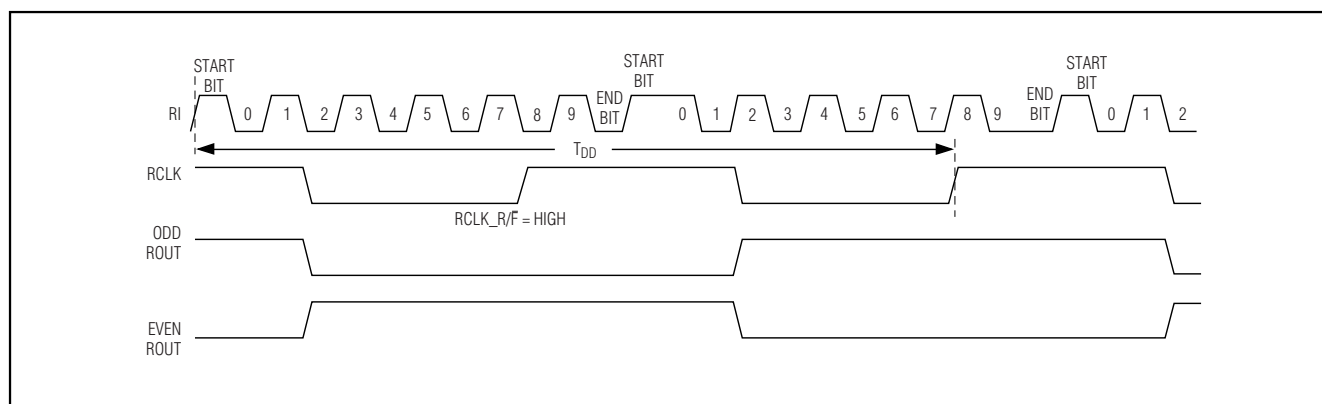 START
BIT
START
BIT
START
BIT
RI
0 1 2 3 4 5 6 7 8 9
END
BIT
0 1 2 3 4 5 6 7 8 9
END
BIT
0 1 2
TDD
RCLK
RCLK_R/F̅ = HIGH
ODD
ROUT
EVEN
ROUT